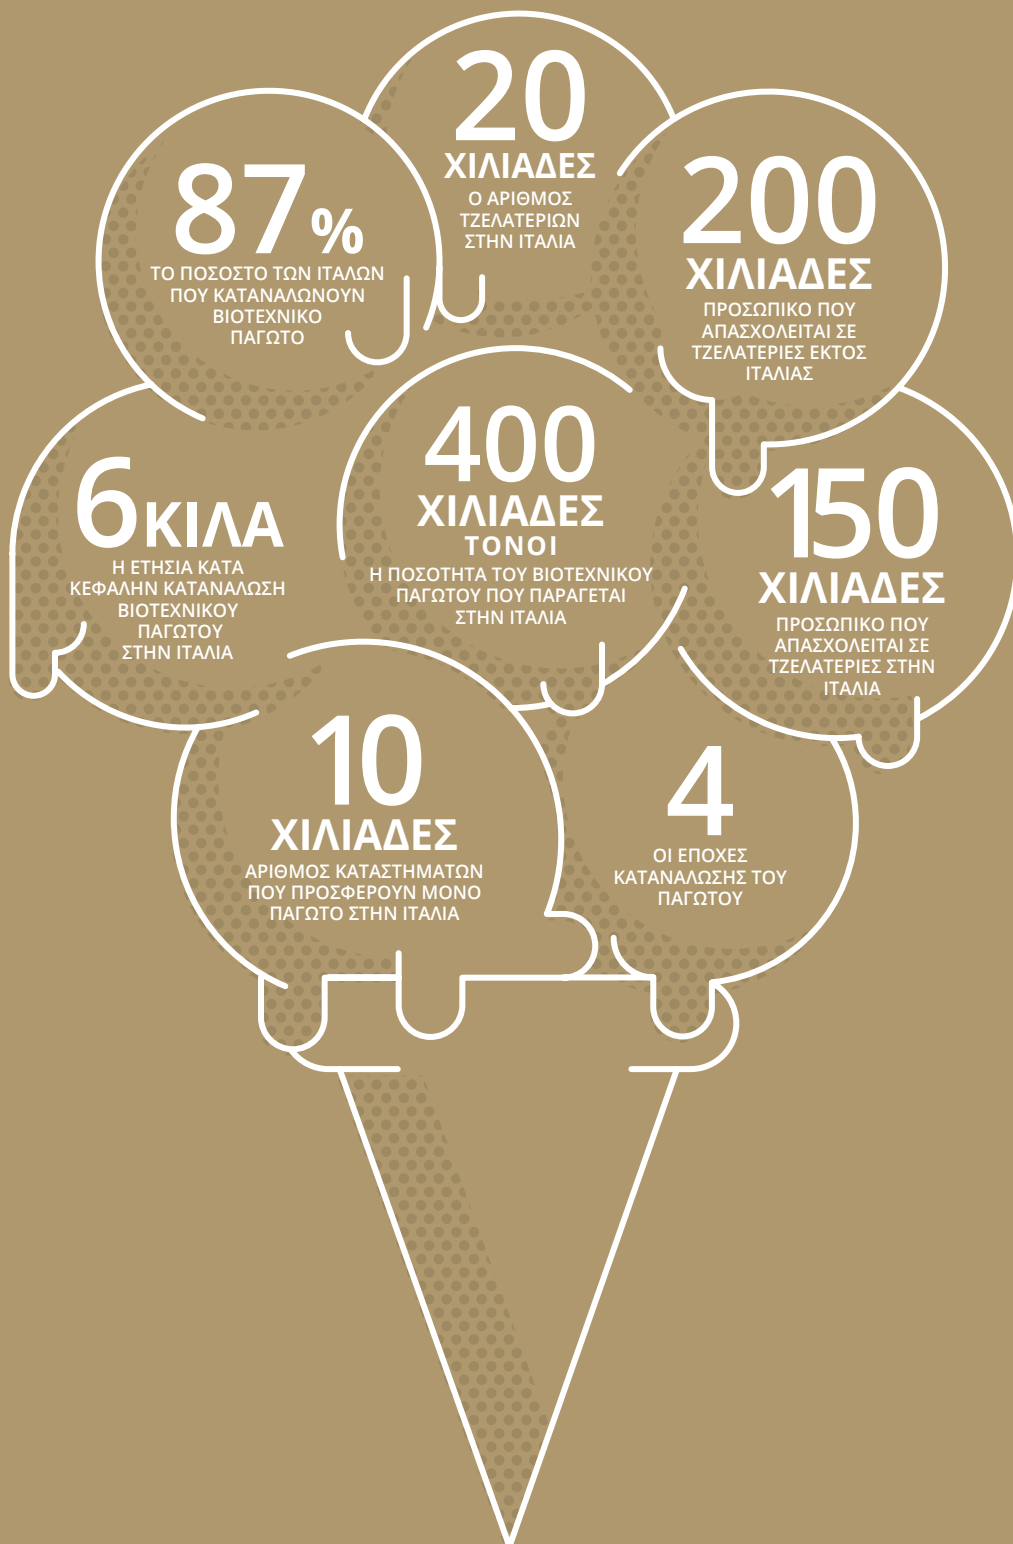 20
ΧΙΛΙΑΔΕΣ
Ο ΑΡΙΘΜΟΣ
ΤΖΕΛΑΤΕΡΙΩΝ
ΣΤΗΝ ΙΤΑΛΙΑ
87%
ΤΟ ΠΟΣΟΣΤΟ ΤΩΝ ΙΤΑΛΩΝ
ΠΟΥ ΚΑΤΑΝΑΛΩΝΟΥΝ
ΒΙΟΤΕΧΝΙΚΟ
ΠΑΓΩΤΟ
200
ΧΙΛΙΑΔΕΣ
ΠΡΟΣΩΠΙΚΟ ΠΟΥ
ΑΠΑΣΧΟΛΕΙΤΑΙ ΣΕ
ΤΖΕΛΑΤΕΡΙΕΣ ΕΚΤΟΣ
ΙΤΑΛΙΑΣ
6 ΚΙΛΑ
Η ΕΤΗΣΙΑ ΚΑΤΑ
ΚΕΦΑΛΗΝ ΚΑΤΑΝΑΛΩΣΗ
ΒΙΟΤΕΧΝΙΚΟΥ
ΠΑΓΩΤΟΥ
ΣΤΗΝ ΙΤΑΛΙΑ
400
ΧΙΛΙΑΔΕΣ
ΤΟΝΟΙ
Η ΠΟΣΟΤΗΤΑ ΤΟΥ ΒΙΟΤΕΧΝΙΚΟΥ
ΠΑΓΩΤΟΥ ΠΟΥ ΠΑΡΑΓΕΤΑΙ
ΣΤΗΝ ΙΤΑΛΙΑ
150
ΧΙΛΙΑΔΕΣ
ΠΡΟΣΩΠΙΚΟ ΠΟΥ
ΑΠΑΣΧΟΛΕΙΤΑΙ ΣΕ
ΤΖΕΛΑΤΕΡΙΕΣ ΣΤΗΝ
ΙΤΑΛΙΑ
10
ΧΙΛΙΑΔΕΣ
ΑΡΙΘΜΟΣ ΚΑΤΑΣΤΗΜΑΤΩΝ
ΠΟΥ ΠΡΟΣΦΕΡΟΥΝ ΜΟΝΟ
ΠΑΓΩΤΟ ΣΤΗΝ ΙΤΑΛΙΑ
4
ΟΙ ΕΠΟΧΕΣ
ΚΑΤΑΝΑΛΩΣΗΣ ΤΟΥ
ΠΑΓΩΤΟΥ